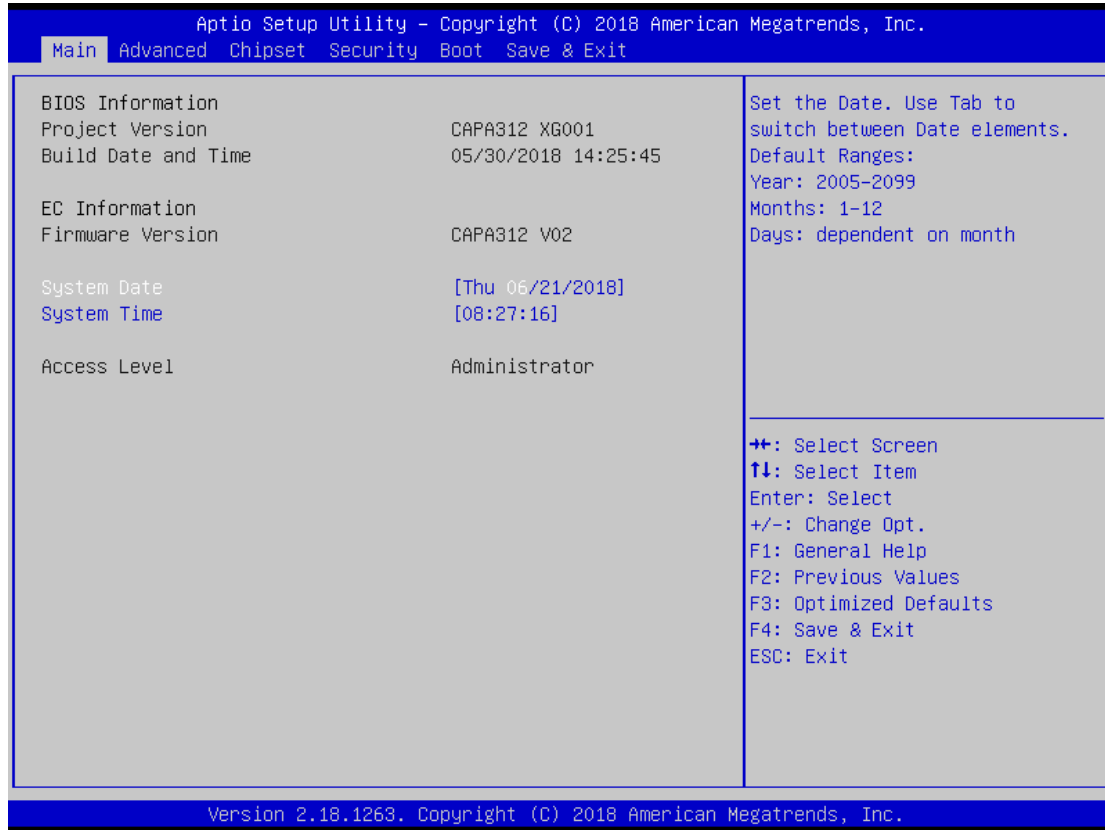 Aptio Setup Utility – Copyright (C) 2018 American Megatrends, Inc.
Main Advanced Chipset Security Boot Save & Exit
BIOS Information
Project Version CAPA312 XG001
Build Date and Time 05/30/2018 14:25:45
EC Information
Firmware Version CAPA312 V02
System Date [Thu 06/21/2018]
System Time [08:27:16]
Access Level Administrator
Set the Date. Use Tab to
switch between Date elements.
Default Ranges:
Year: 2005-2099
Months: 1-12
Days: dependent on month
→←: Select Screen
↑↓: Select Item
Enter: Select
+/-: Change Opt.
F1: General Help
F2: Previous Values
F3: Optimized Defaults
F4: Save & Exit
ESC: Exit
Version 2.18.1263. Copyright (C) 2018 American Megatrends, Inc.